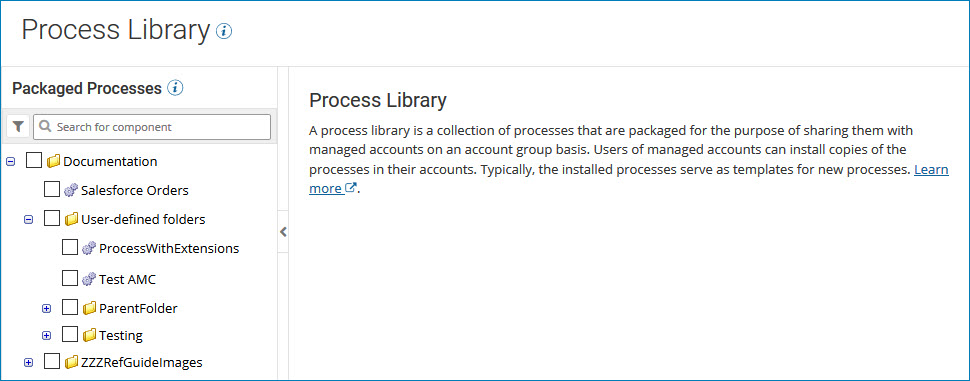 Process Library
Packaged Processes
Search for component
Documentation
Salesforce Orders
User-defined folders
ProcessWithExtensions
Test AMC
ParentFolder
Testing
ZZZRefGuideImages
Process Library
A process library is a collection of processes that are packaged for the purpose of sharing them with
managed accounts on an account group basis. Users of managed accounts can install copies of the
processes in their accounts. Typically, the installed processes serve as templates for new processes. Learn
more.